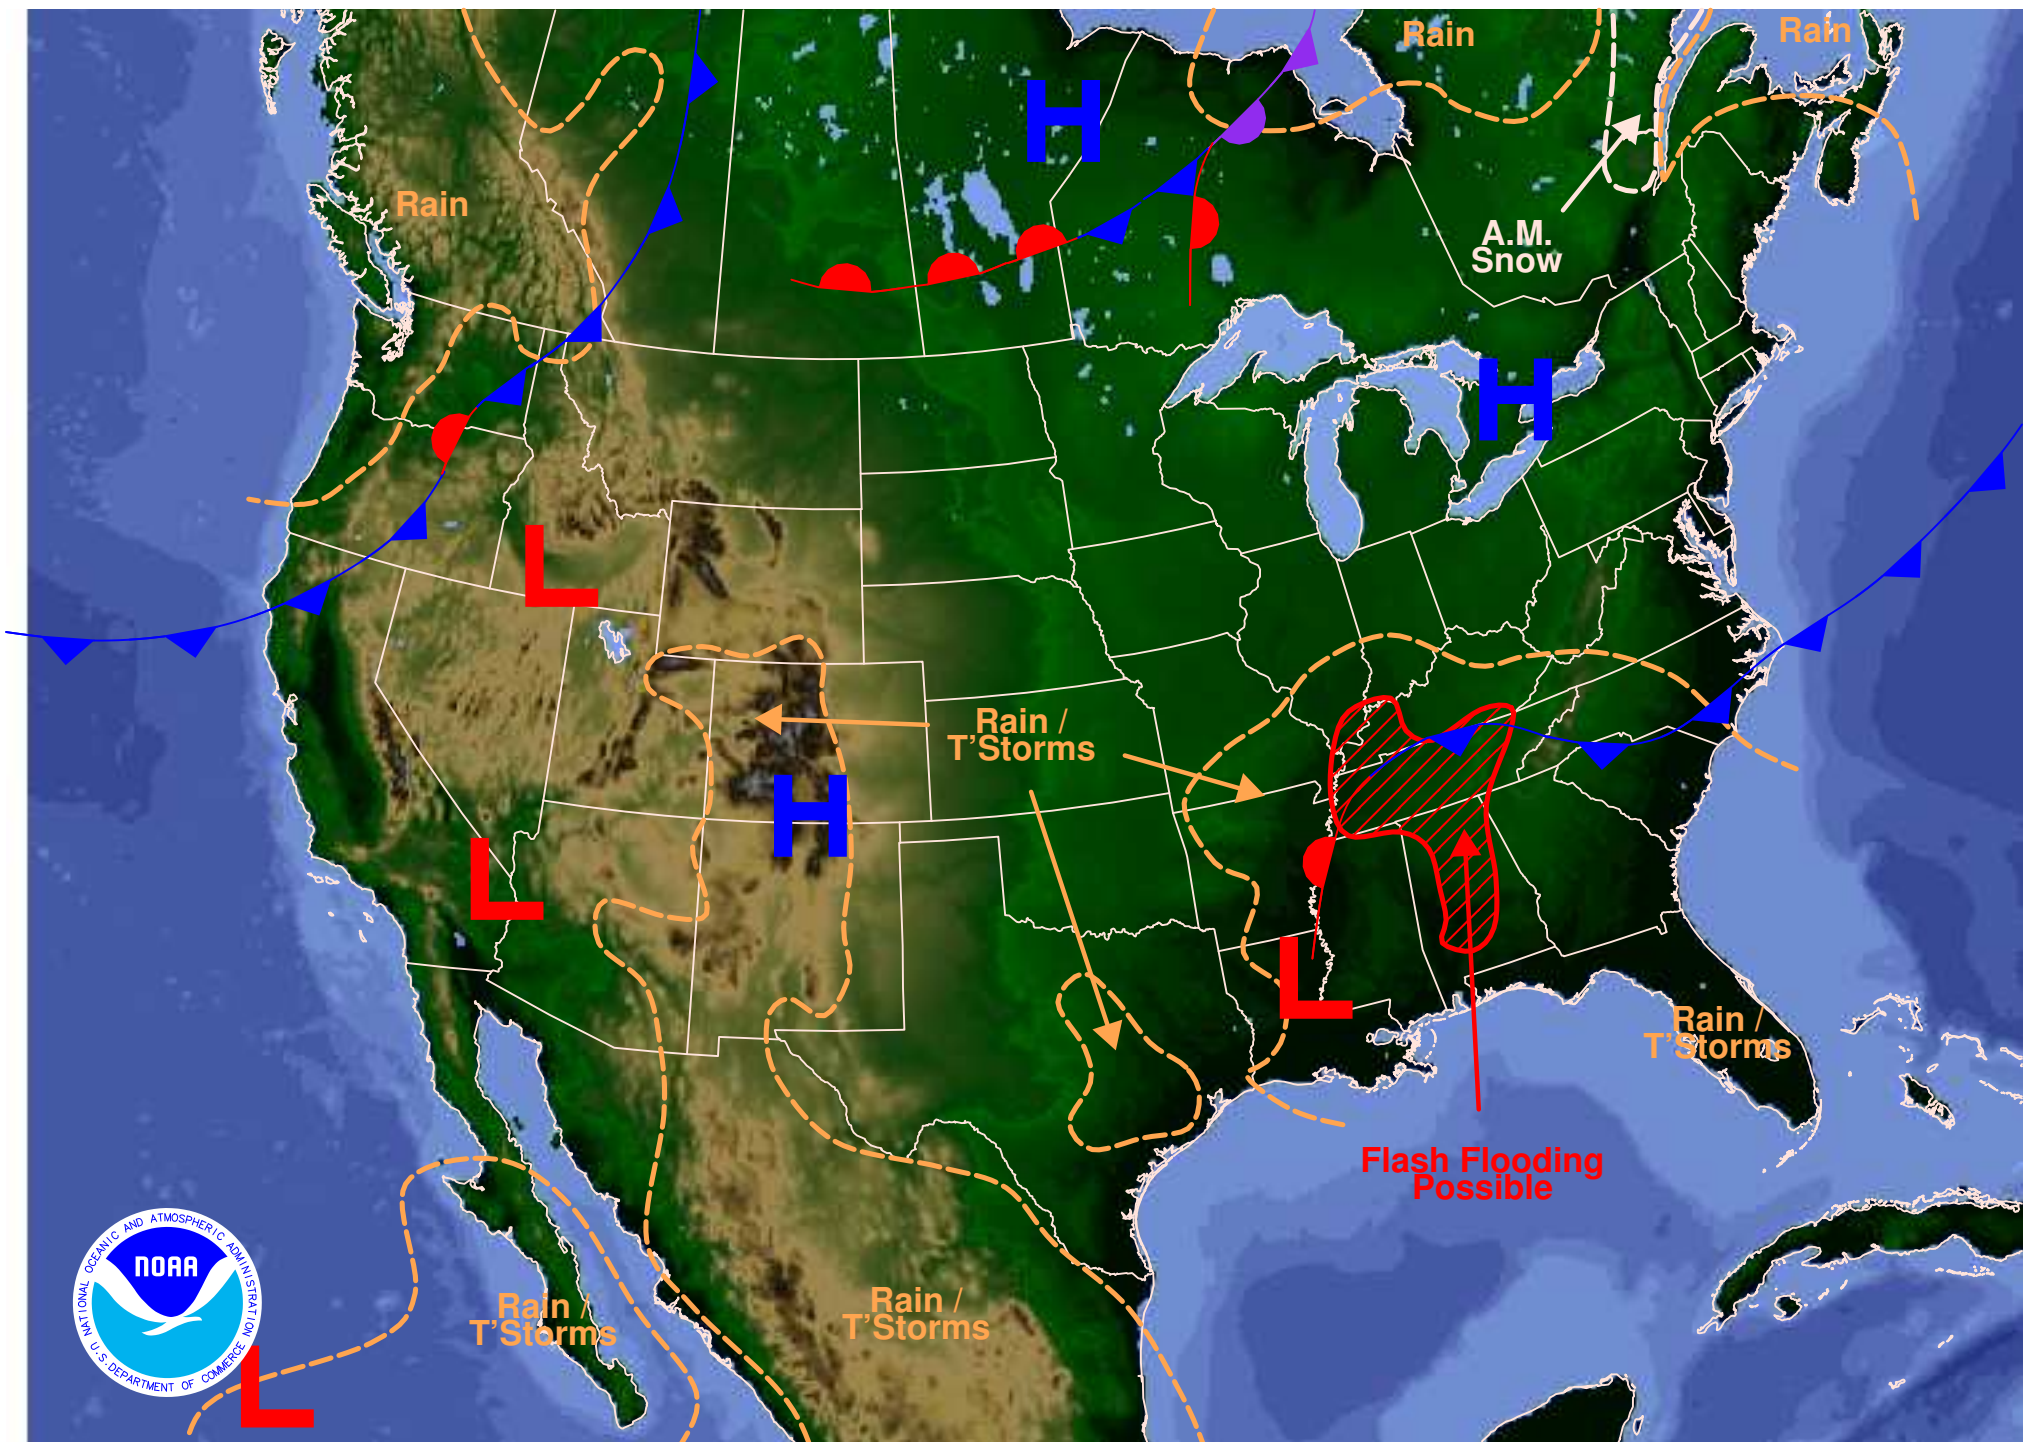 Rain
Rain
H
Rain
A.M.
Snow
H
L
Rain /
T'Storms
H
L
L
Rain /
T'Storms
Flash Flooding
Possible
Rain /
T'Storms
Rain /
T'Storms
L
NATIONAL OCEANIC AND ATMOSPHERIC ADMINISTRATION
NOAA
U.S. DEPARTMENT OF COMMERCE